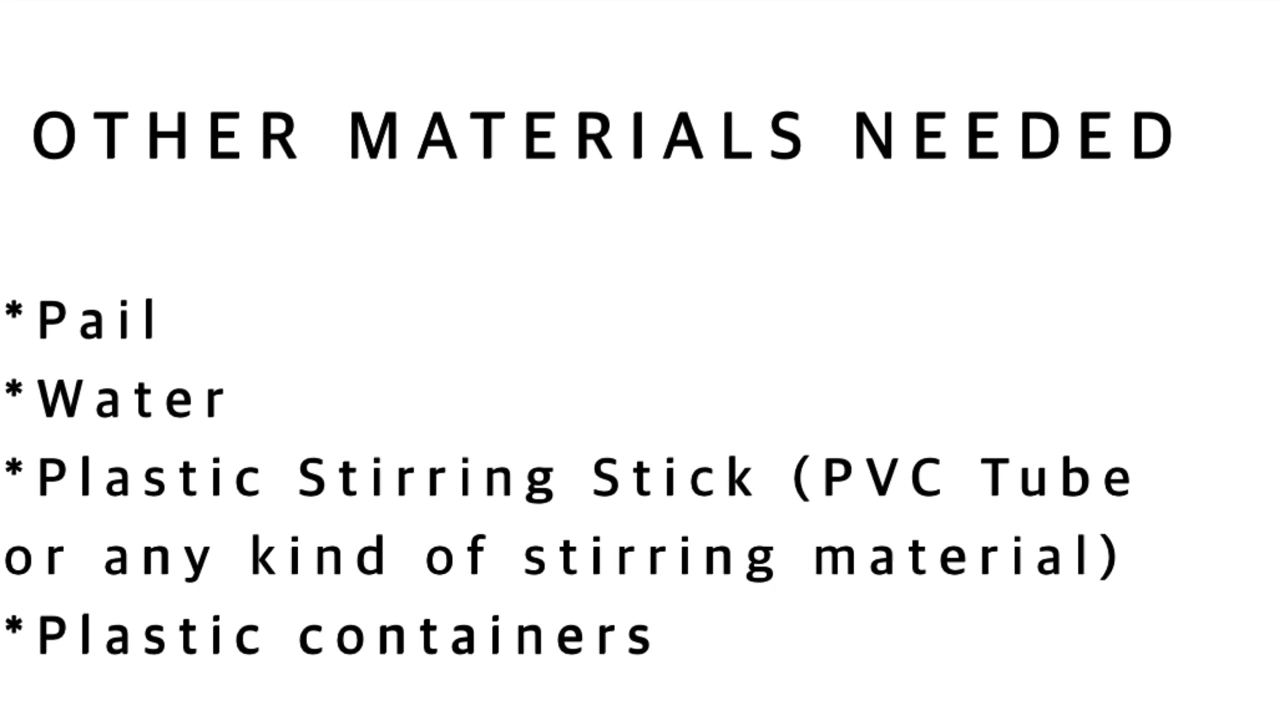 OTHER MATERIALS NEEDED
*Pail
*Water
*Plastic Stirring Stick (PVC Tube
or any kind of stirring material)
*Plastic containers